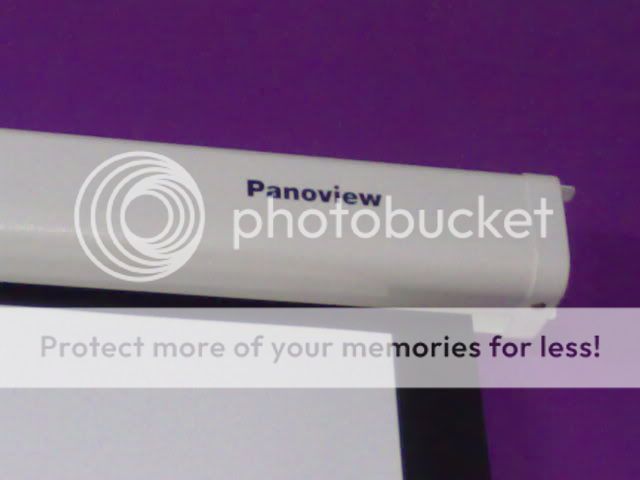 Panoview
photobucket
Protect more of your memories for less!